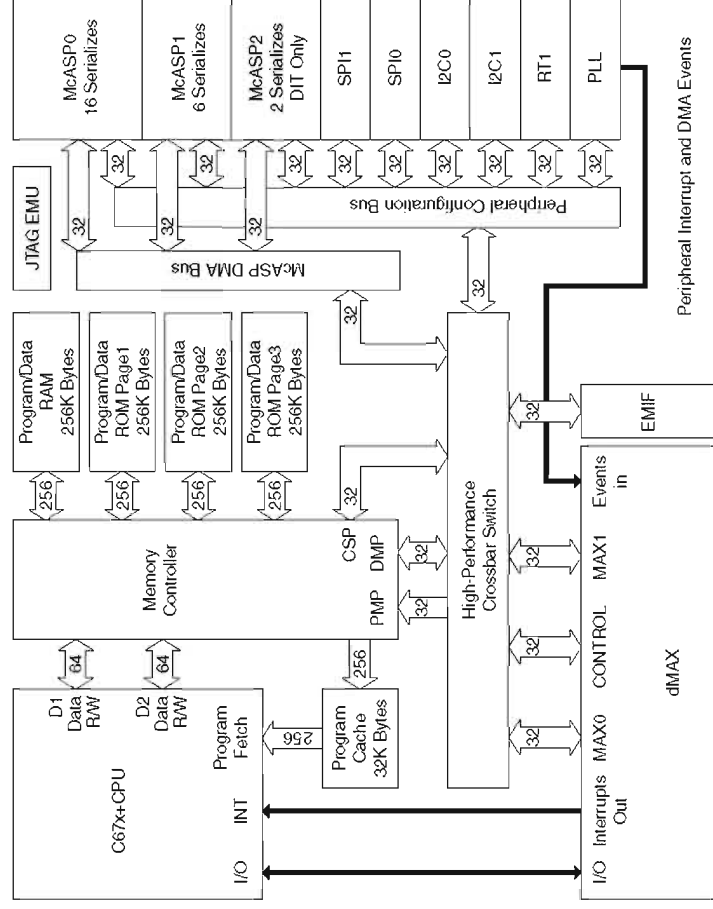 C67x+CPU
D1
Data
R/W
D2
Data
R/W
Program
Fetch
INT
I/O
64
64
256
256
Program
Cache
32K Bytes
Memory
Controller
CSP
PMP
DMP
256
256
256
256
Program/Data
RAM
256K Bytes
Program/Data
ROM Page1
256K Bytes
Program/Data
ROM Page2
256K Bytes
Program/Data
ROM Page3
256K Bytes
JTAG EMU
32
32
32
32
32
High-Performance
Crossbar Switch
McASP DMA Bus
32
32
32
32
Peripheral Configuration Bus
32
32
32
32
32
32
32
32
32
McASP0
16 Serializes
McASP1
6 Serializes
McASP2
2 Serializes
DIT Only
SPI1
SPI0
I2C0
I2C1
RT1
PLL
32
32
32
32
I/O
Interrupts
Out
MAX0
CONTROL
MAX1
Events
in
dMAX
EMIF
Peripheral Interrupt and DMA Events